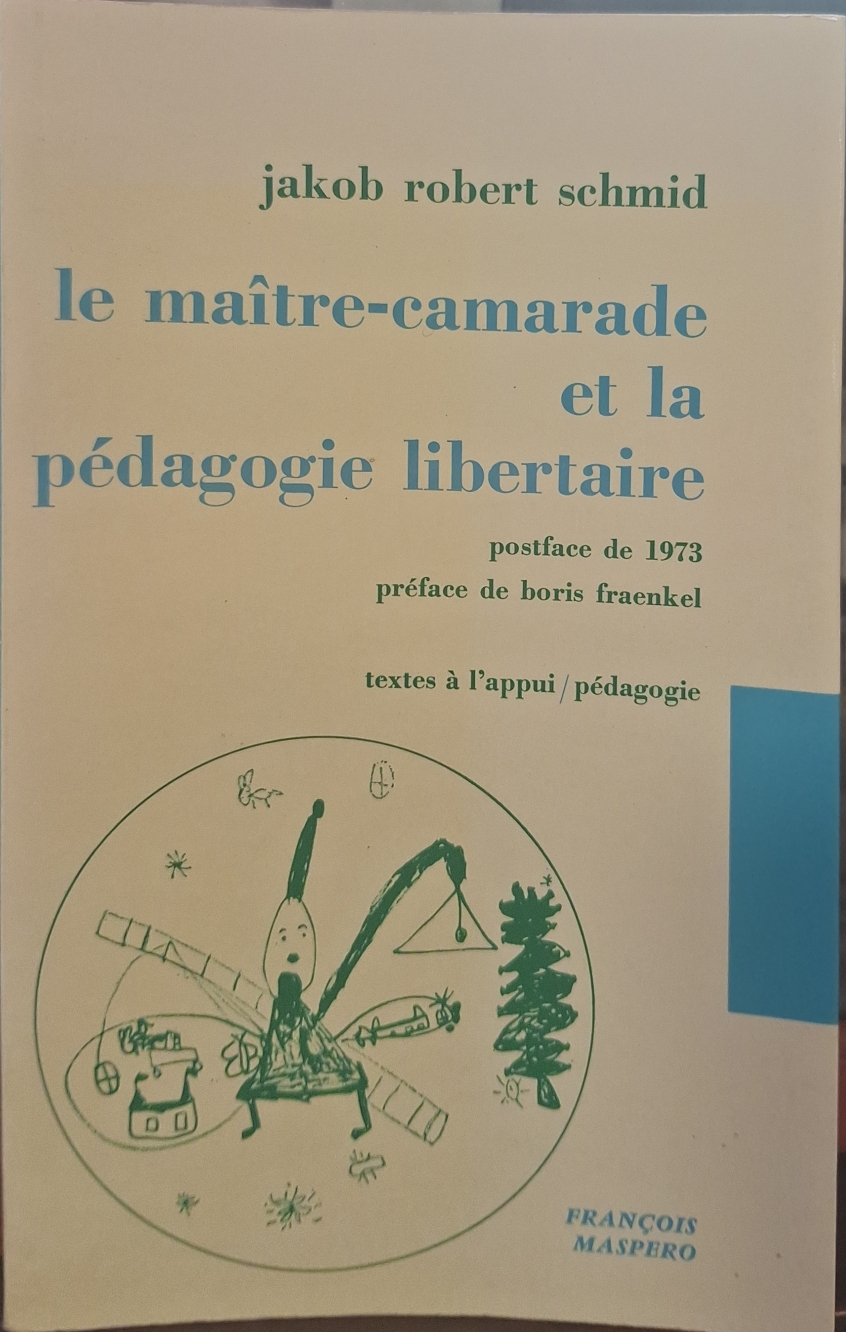 jakob robert schmid
le maître-camarade
et la
pédagogie libertaire
postface de 1973
préface de boris fraenkel
textes à l'appui / pédagogie
FRANÇOIS
MASPERO